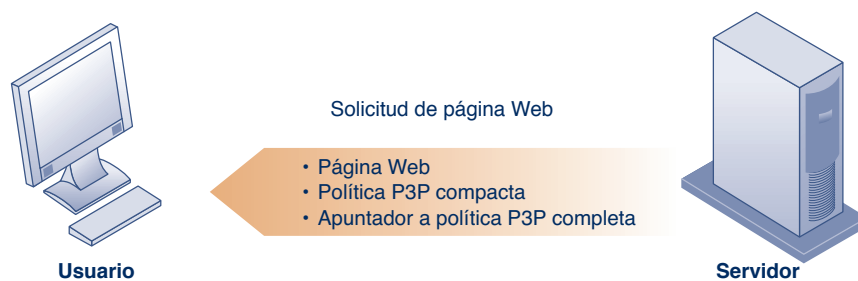 Solicitud de página Web
• Página Web
• Política P3P compacta
• Apuntador a política P3P completa
Usuario
Servidor